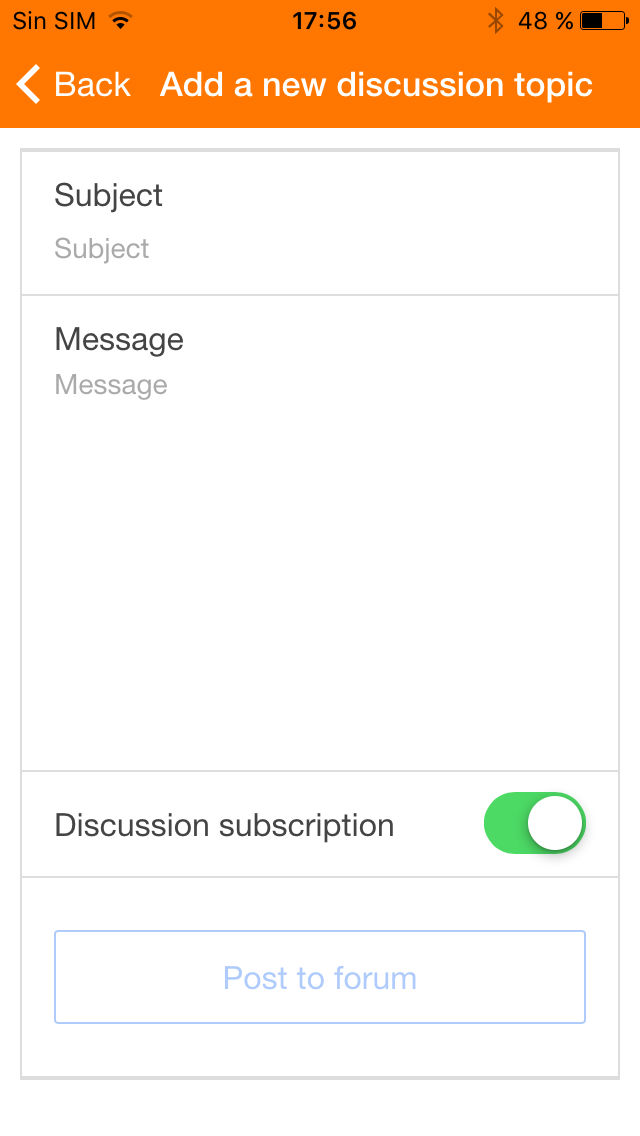 Sin SIM 17:56 48 %
Back Add a new discussion topic
Subject
Subject
Message
Message
Discussion subscription
Post to forum